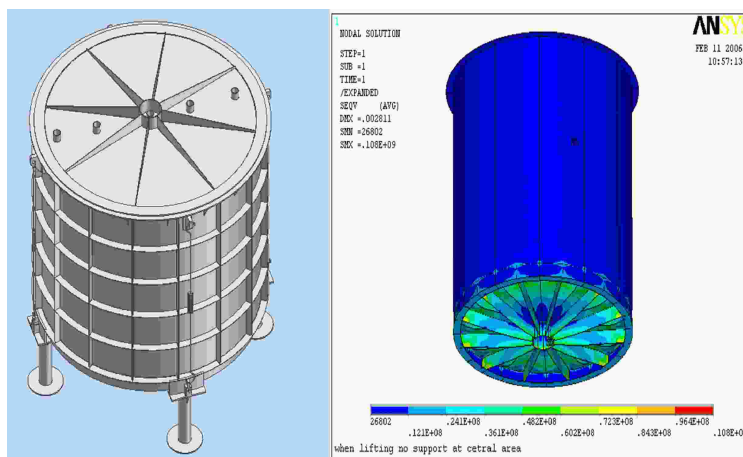 1
NODAL SOLUTION
STEP=1
SUB =1
TIME=1
/EXPANDED
SEQV (AVG)
DMX =.002811
SMN =26802
SMX =.108E+09
ANSYS
FEB 11 2006
10:57:13
26802 .241E+08 .482E+08 .723E+08 .964E+08
.121E+08 .361E+08 .602E+08 .843E+08 .108E+0
when lifting no support at cetral area